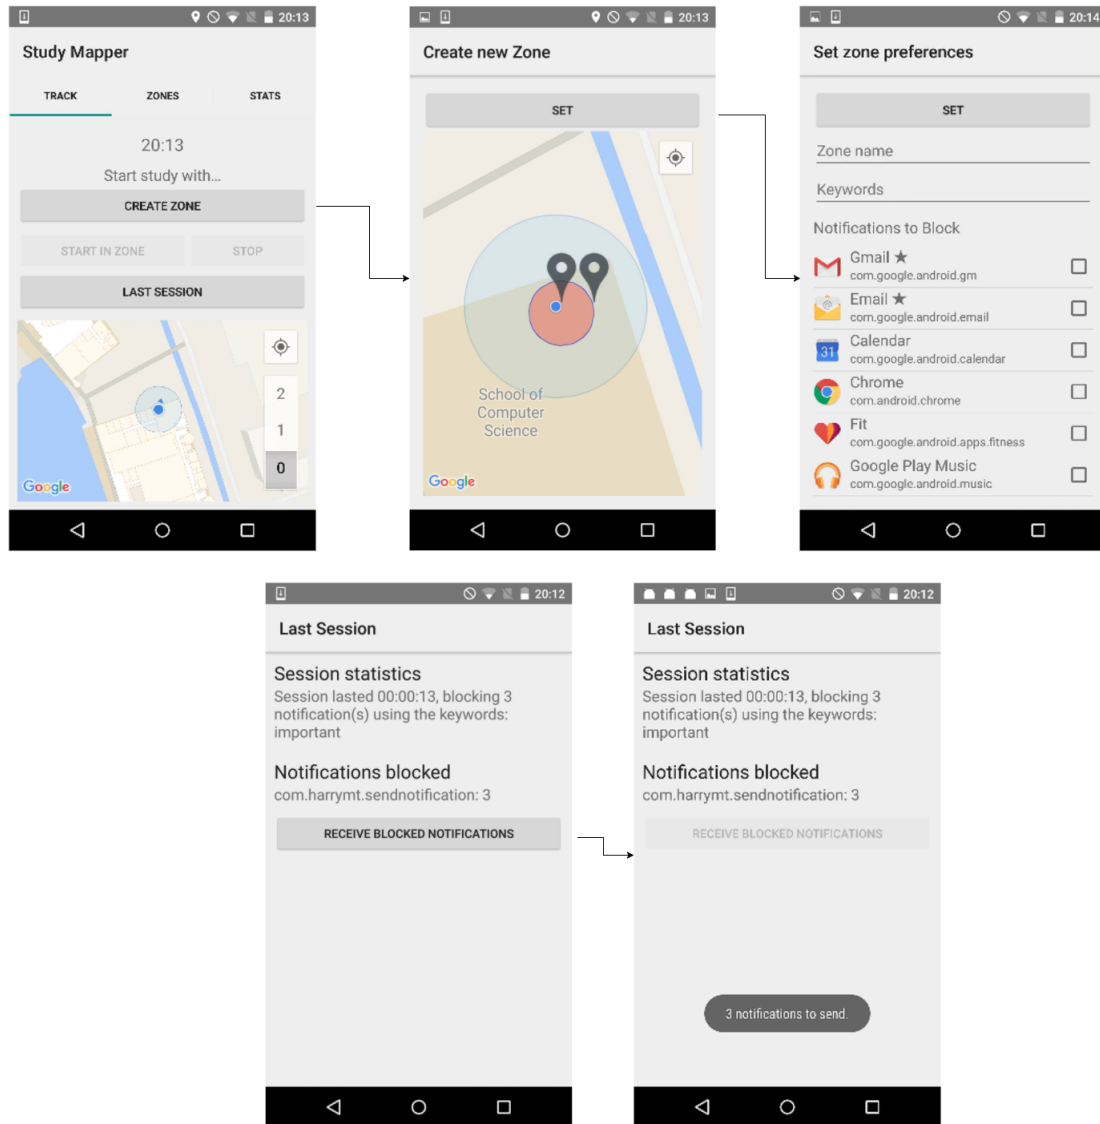 20:13
Study Mapper
TRACK ZONES STATS
20:13
Start study with...
CREATE ZONE
START IN ZONE STOP
LAST SESSION
2
1
0
Google
20:13
Create new Zone
SET
School of
Computer
Science
Google
20:14
Set zone preferences
SET
Zone name
Keywords
Notifications to Block
Gmail ★
com.google.android.gm
Email ★
com.google.android.email
31
Calendar
com.google.android.calendar
Chrome
com.android.chrome
Fit
com.google.android.apps.fitness
Google Play Music
com.google.android.music
20:12
Last Session
Session statistics
Session lasted 00:00:13, blocking 3
notification(s) using the keywords:
important
Notifications blocked
com.harrymt.sendnotification: 3
RECEIVE BLOCKED NOTIFICATIONS
20:12
Last Session
Session statistics
Session lasted 00:00:13, blocking 3
notification(s) using the keywords:
important
Notifications blocked
com.harrymt.sendnotification: 3
RECEIVE BLOCKED NOTIFICATIONS
3 notifications to send.